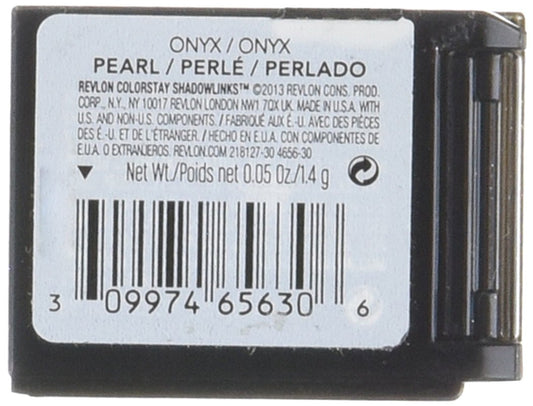 ONYX / ONYX
PEARL / PERLÉ / PERLADO
REVLON COLORSTAY SHADOWLINKS™ ©2013 REVLON CONS. PROD.
CORP., N.Y., NY 10017 REVLON LONDON NW1 7QX UK. MADE IN U.S.A. WITH
U.S. AND NON-U.S. COMPONENTS. / FABRIQUÉ AUX É.-U. AVEC DES PIÈCES
DES É.-U. ET DE L'ÉTRANGER. / HECHO EN E.U.A. CON COMPONENTES DE
E.U.A. O EXTRANJEROS. REVLON.COM 218127-30 4656-30
Net Wt./Poids net 0.05 Oz./1.4 g
3 09974 65630 6